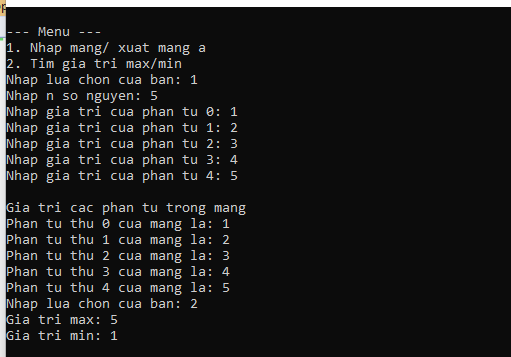 --- Menu ---
1. Nhap mang/ xuat mang a
2. Tim gia tri max/min
Nhap lua chon cua ban: 1
Nhap n so nguyen: 5
Nhap gia tri cua phan tu 0: 1
Nhap gia tri cua phan tu 1: 2
Nhap gia tri cua phan tu 2: 3
Nhap gia tri cua phan tu 3: 4
Nhap gia tri cua phan tu 4: 5
Gia tri cac phan tu trong mang
Phan tu thu 0 cua mang la: 1
Phan tu thu 1 cua mang la: 2
Phan tu thu 2 cua mang la: 3
Phan tu thu 3 cua mang la: 4
Phan tu thu 4 cua mang la: 5
Nhap lua chon cua ban: 2
Gia tri max: 5
Gia tri min: 1